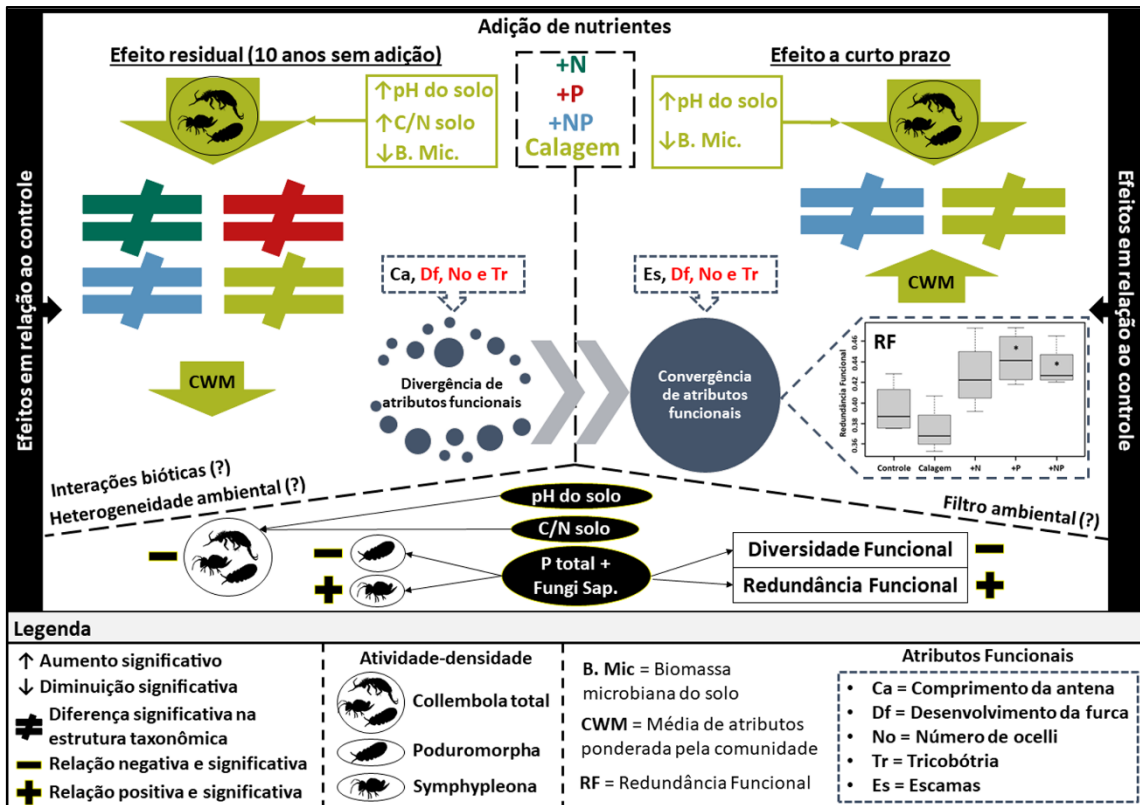 Adição de nutrientes
Efeito residual (10 anos sem adição)
Efeito a curto prazo
Efeitos em relação ao controle
Efeitos em relação ao controle
↑pH do solo
↑C/N solo
↓B. Mic.
+N
+P
+NP
Calagem
↑pH do solo
↓B. Mic.
Ca, Df, No e Tr
Es, Df, No e Tr
CWM
CWM
Divergência de
atributos funcionais
Convergência
de atributos
funcionais
RF
Redundância Funcional
0.46
0.44
0.42
0.40
0.38
0.36
Controle
Calagem
+N
+P
+NP
Interações bióticas (?)
Heterogeneidade ambiental (?)
Filtro ambiental (?)
pH do solo
C/N solo
P total +
Fungi Sap.
Diversidade Funcional
Redundância Funcional
Legenda
↑ Aumento significativo
↓ Diminuição significativa
Diferença significativa na
estrutura taxonômica
Relação negativa e significativa
Relação positiva e significativa
Atividade-densidade
Collembola total
Poduromorpha
Symphypleona
B. Mic = Biomassa
microbiana do solo
CWM = Média de atributos
ponderada pela comunidade
RF = Redundância Funcional
Atributos Funcionais
• Ca = Comprimento da antena
• Df = Desenvolvimento da furca
• No = Número de ocelli
• Tr = Tricobótria
• Es = Escamas